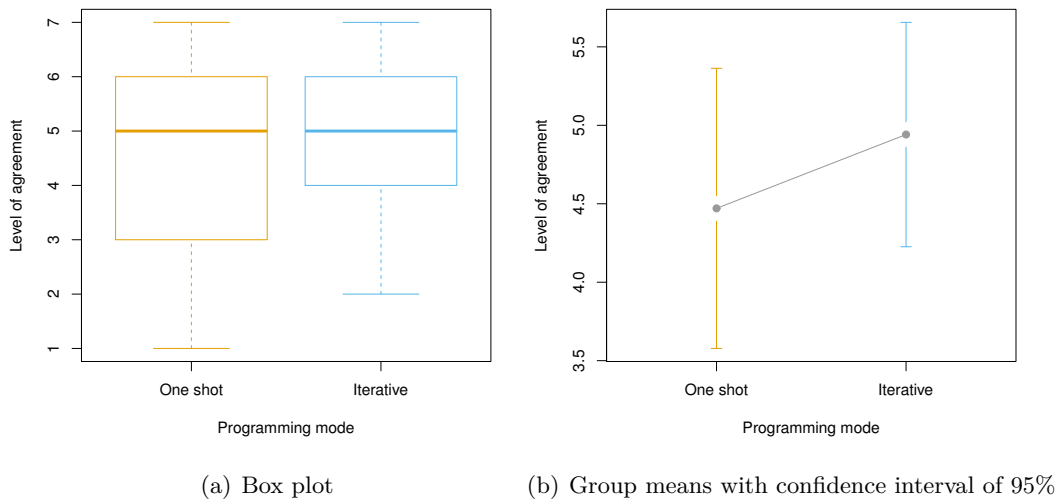 Level of agreement
7
6
5
4
3
2
1
One shot
Iterative
Programming mode
(a) Box plot
Level of agreement
5.5
5.0
4.5
4.0
3.5
One shot
Iterative
Programming mode
(b) Group means with confidence interval of 95%